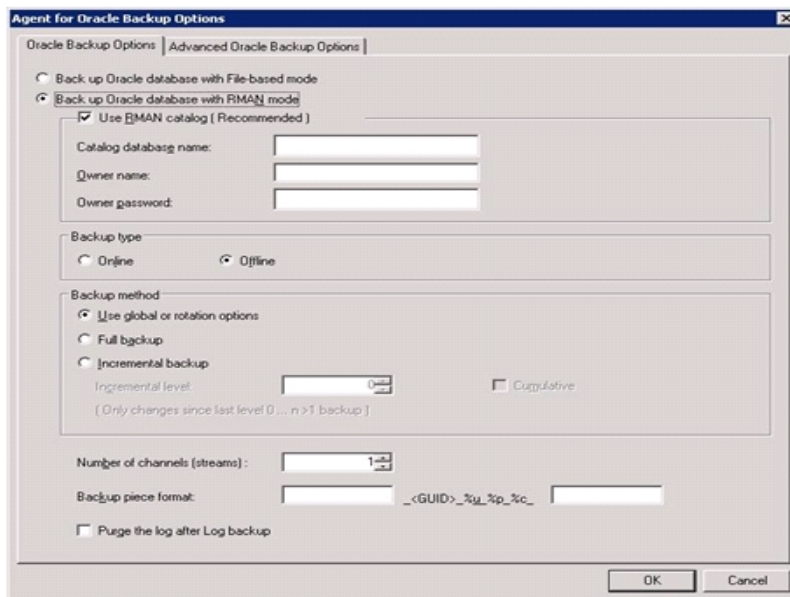 Agent for Oracle Backup Options
Oracle Backup Options Advanced Oracle Backup Options
Back up Oracle database with File-based mode
Back up Oracle database with RMAN mode
Use RMAN catalog ( Recommended )
Catalog database name:
Owner name:
Owner password:
Backup type
Online Offline
Backup method
Use global or rotation options
Full backup
Incremental backup
Incremental level: 0 Cumulative
( Only changes since last level 0 ... n >1 backup )
Number of channels (streams) : 1
Backup piece format: _<GUID>_%u_%p_%c_
Purge the log after Log backup
OK Cancel